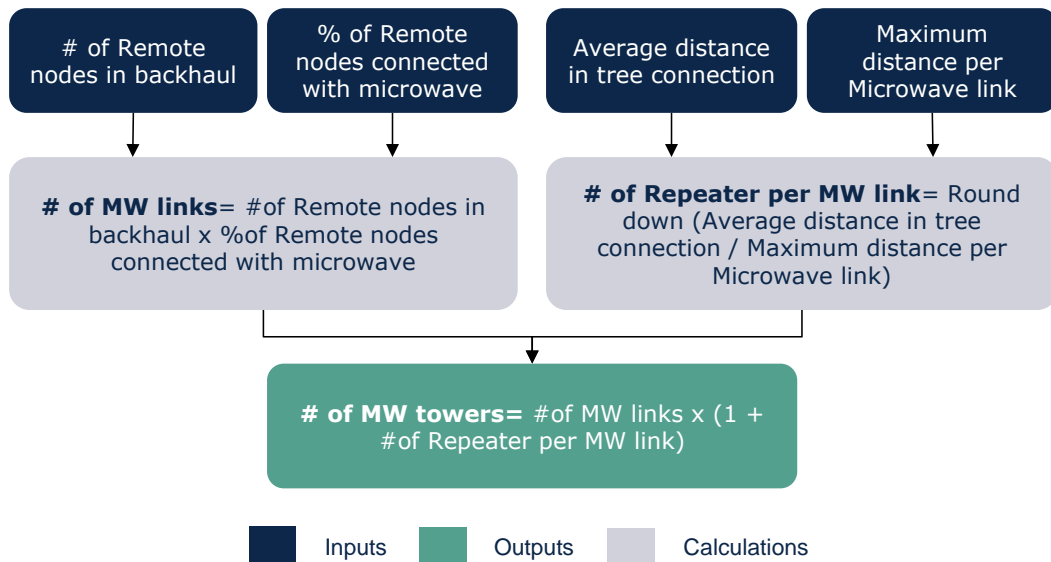 # of Remote
nodes in backhaul
% of Remote
nodes connected
with microwave
Average distance
in tree connection
Maximum
distance per
Microwave link
# of MW links= #of Remote nodes in
backhaul x %of Remote nodes
connected with microwave
# of Repeater per MW link= Round
down (Average distance in tree
connection / Maximum distance per
Microwave link)
# of MW towers= #of MW links x (1 +
#of Repeater per MW link)
Inputs
Outputs
Calculations